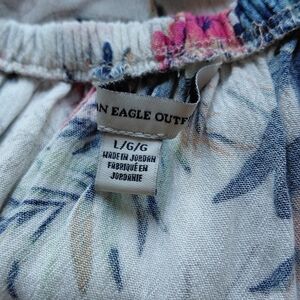 AN EAGLE OUTF
L/G/G
MADE IN JORDAN
FABRIQUÉ EN
JORDANIE